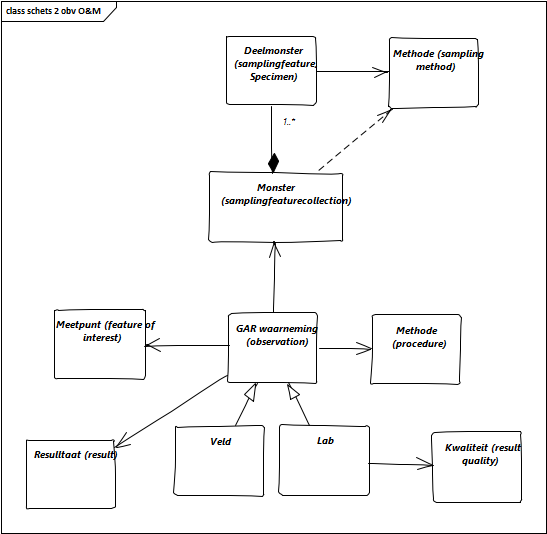 class schets 2 obv O&M
Deelmonster
(samplingfeature,
Specimen)
Methode (sampling
method)
1..*
Monster
(samplingfeaturecollection)
Meetpunt (feature of
interest)
GAR waarneming
(observation)
Methode
(procedure)
Resulltaat (result)
Veld
Lab
Kwaliteit (result
quality)